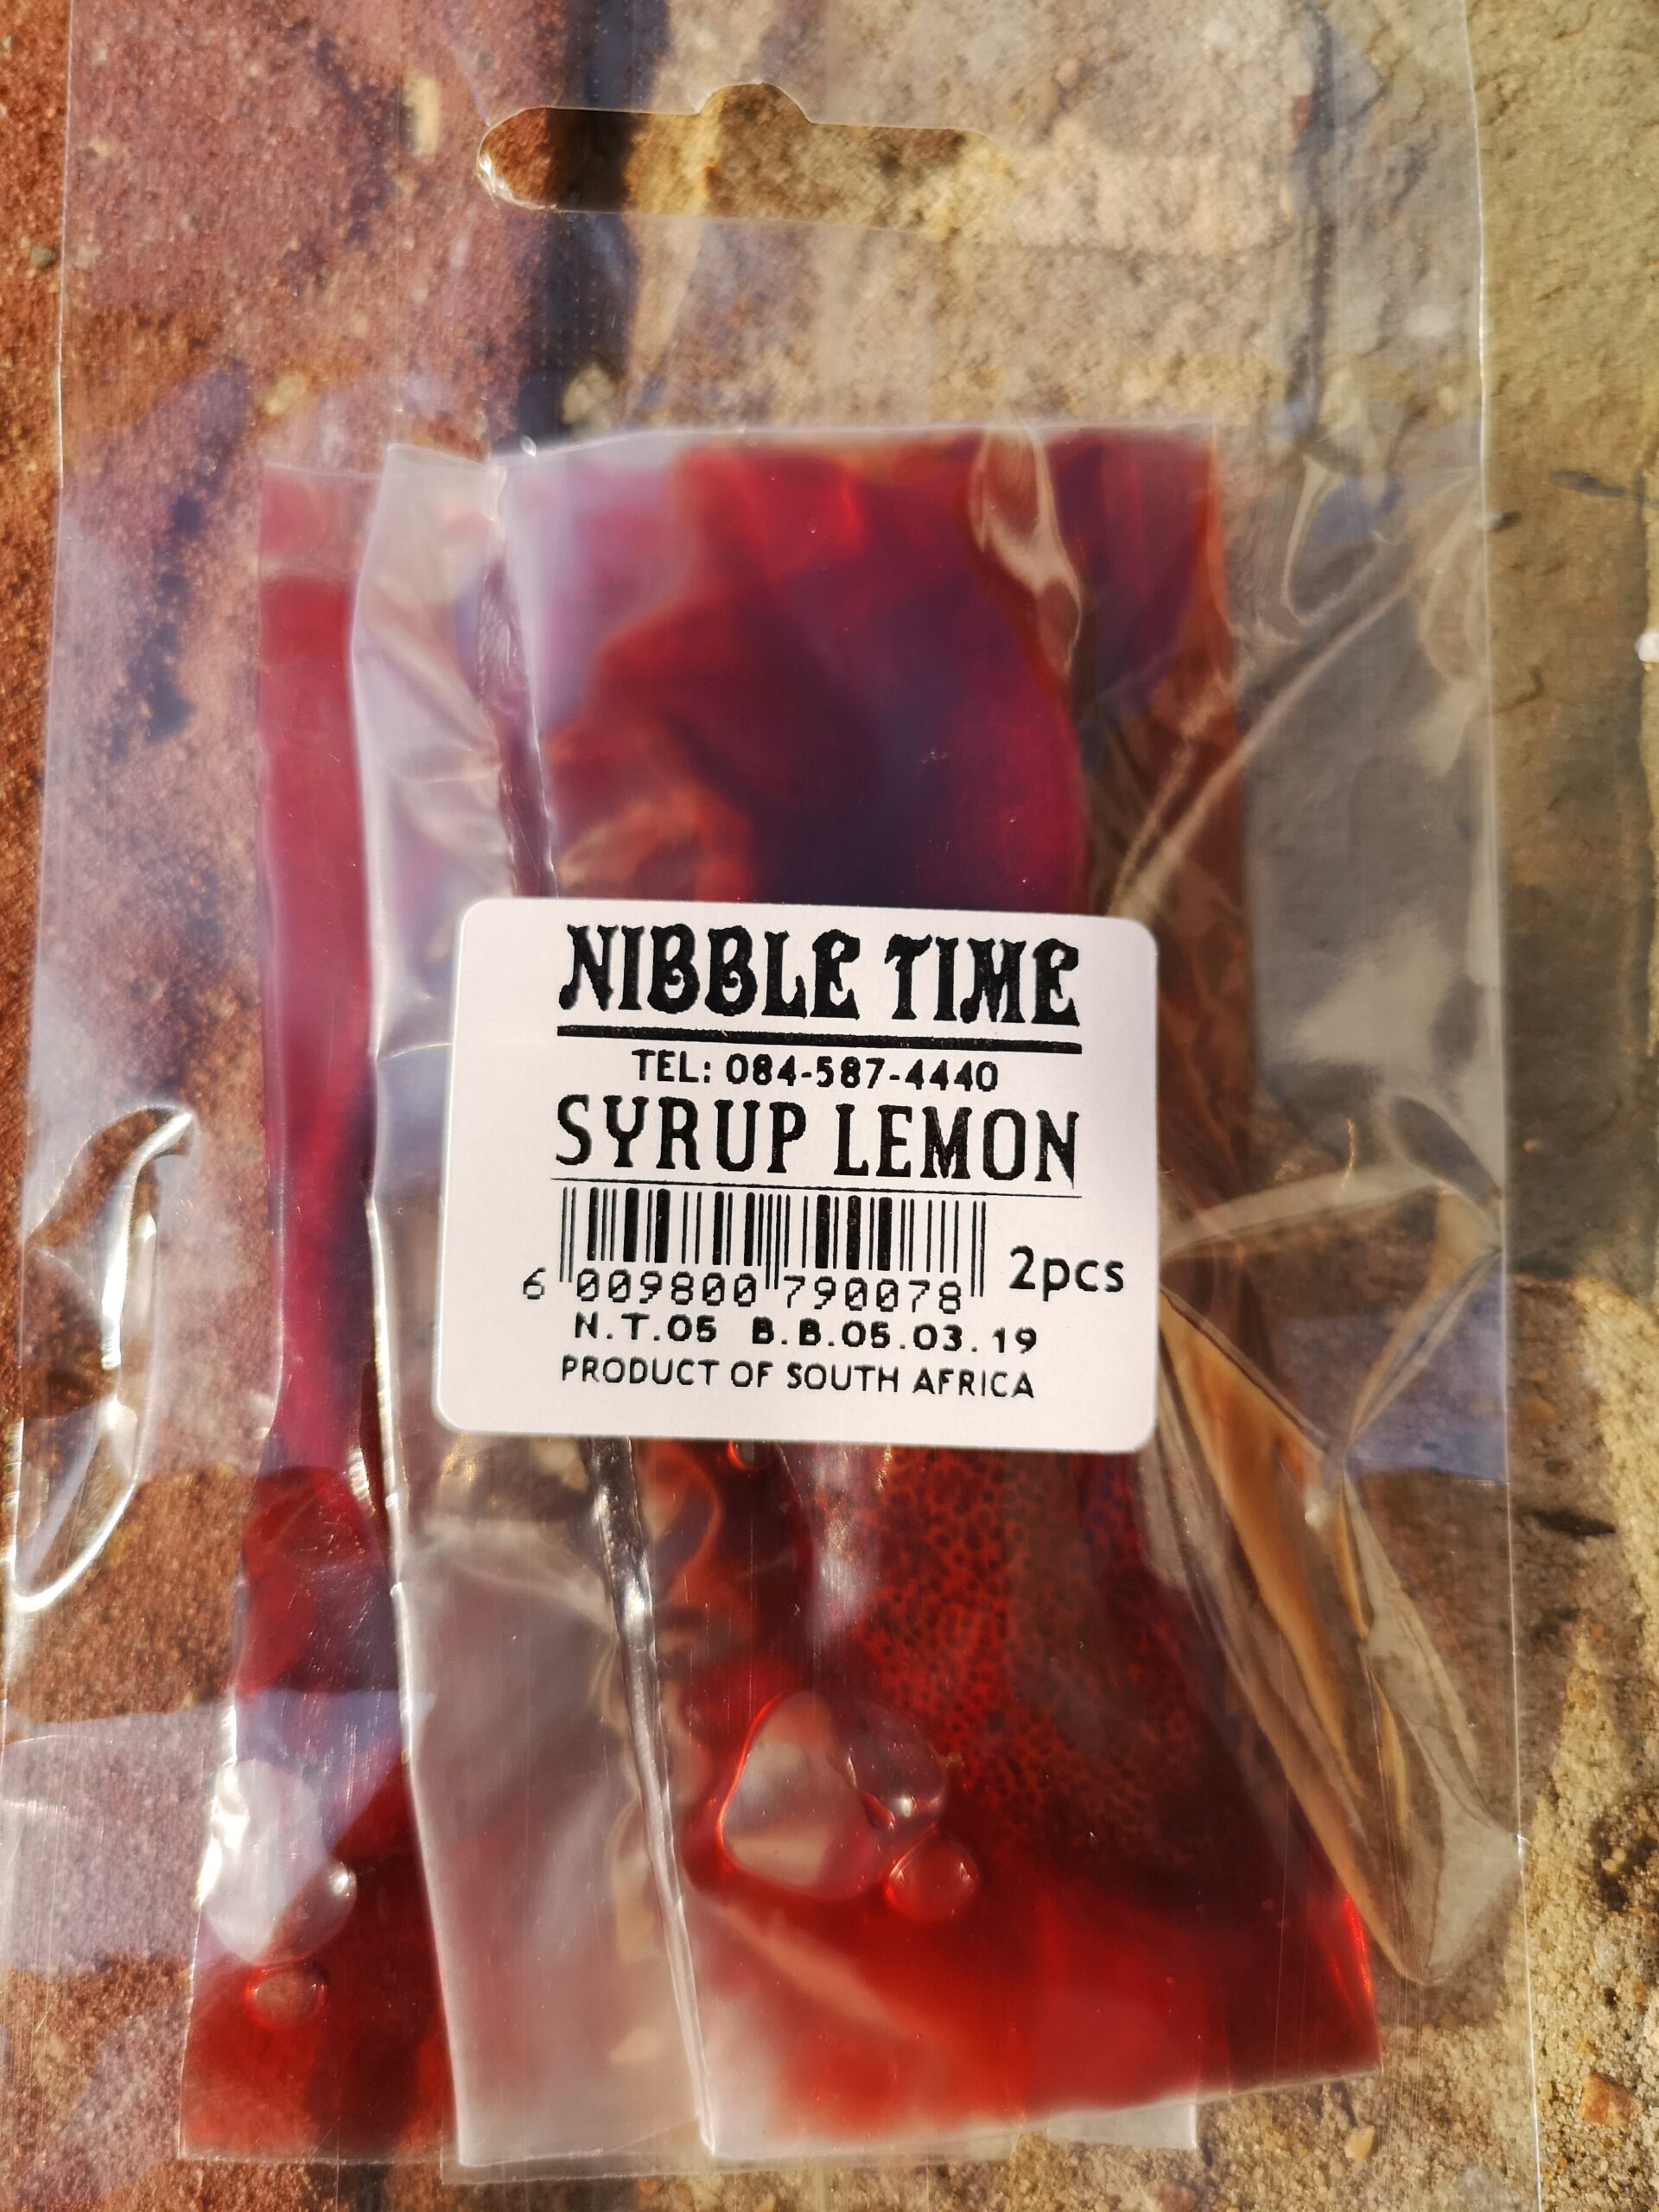 NIBBLE TIME
TEL: 084-587-4440
SYRUP LEMON
2pcs
6 009800 790078
N.T.05 B.B.05.03.19
PRODUCT OF SOUTH AFRICA